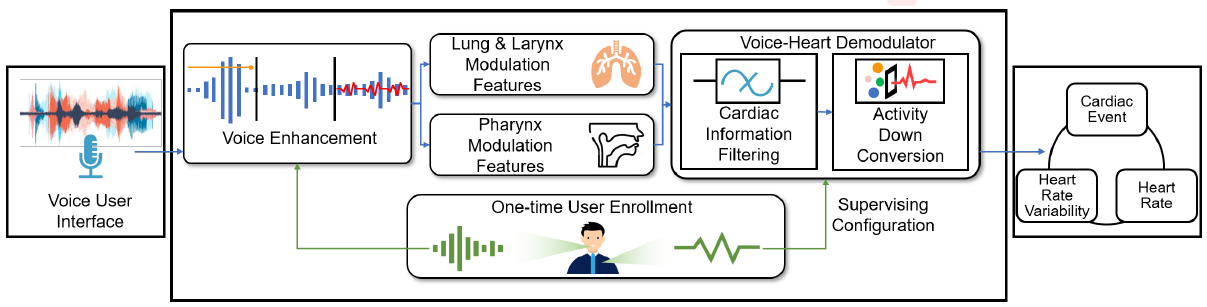 Voice User
Interface
Voice Enhancement
Lung & Larynx
Modulation
Features
Pharynx
Modulation
Features
Voice-Heart Demodulator
Cardiac
Information
Filtering
Activity
Down
Conversion
One-time User Enrollment
Supervising
Configuration
Cardiac
Event
Heart
Rate
Variability
Heart
Rate